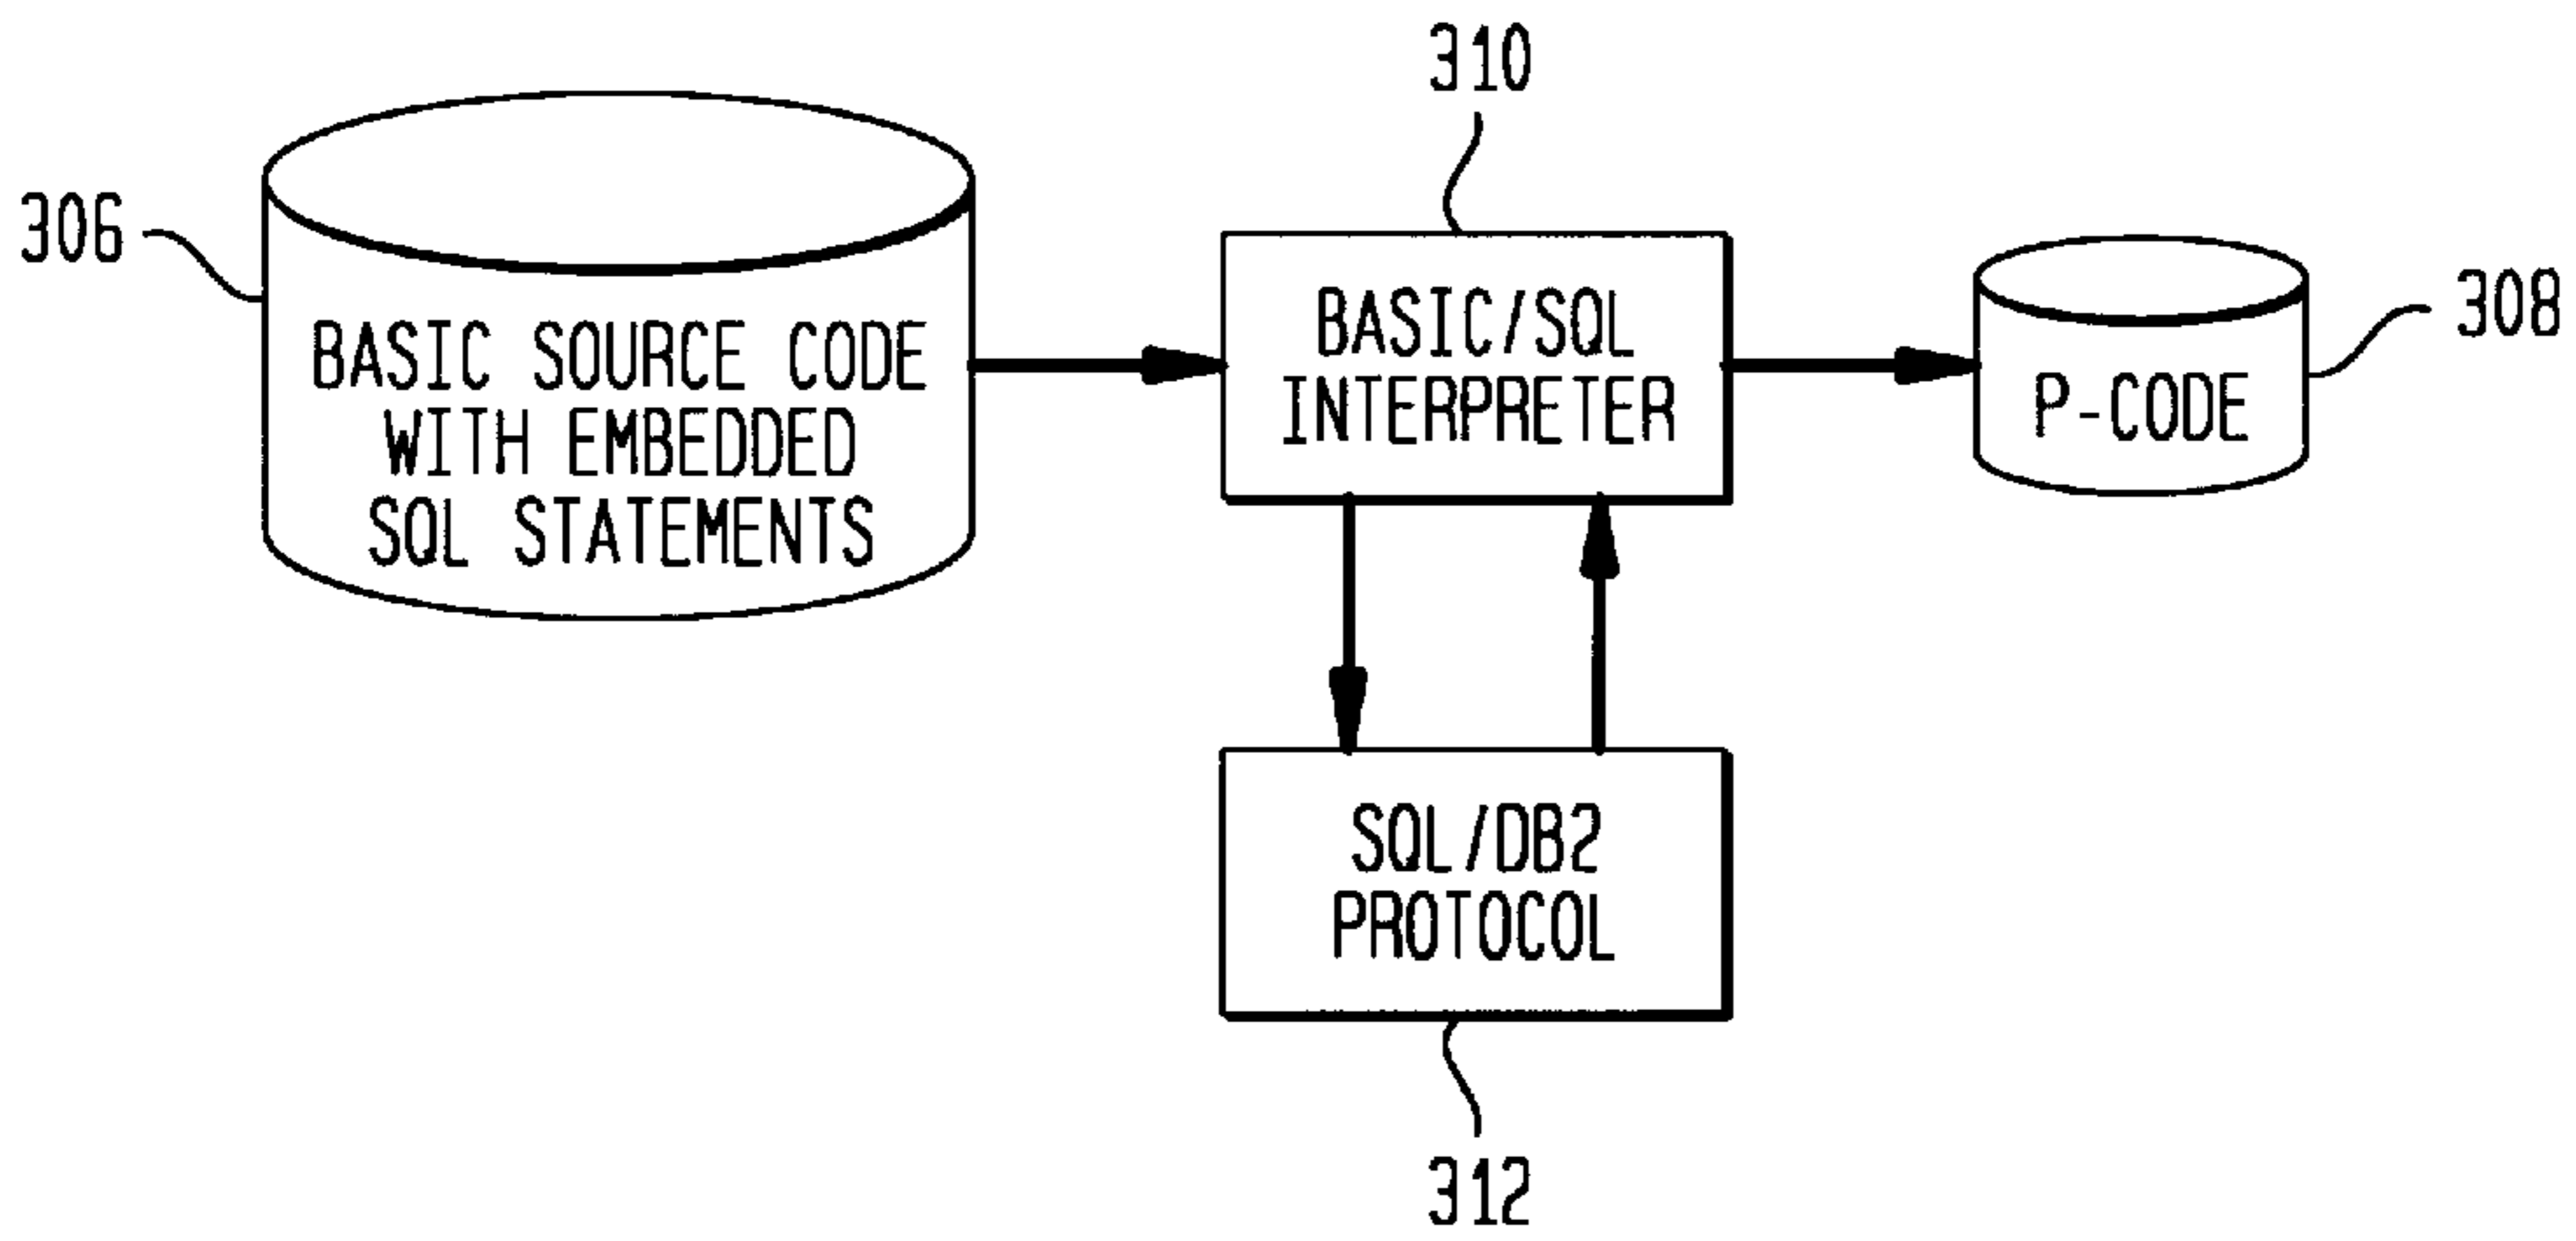 310
306
BASIC SOURCE CODE
WITH EMBEDDED
SQL STATEMENTS
BASIC/SQL
INTERPRETER
308
P-CODE
SQL/DB2
PROTOCOL
312